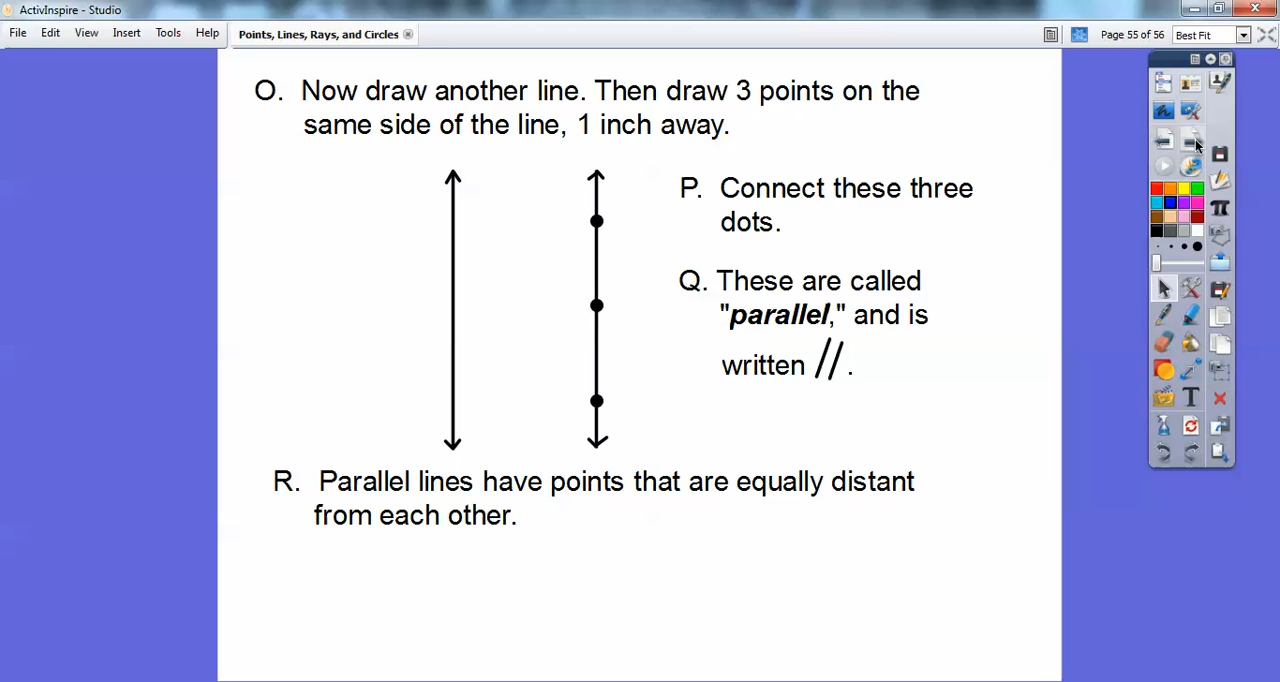 ActivInspire - Studio
File Edit View Insert Tools Help
Points, Lines, Rays, and Circles
Page 55 of 56
Best Fit
O. Now draw another line. Then draw 3 points on the
same side of the line, 1 inch away.
P. Connect these three
dots.
Q. These are called
"parallel," and is
written // .
R. Parallel lines have points that are equally distant
from each other.